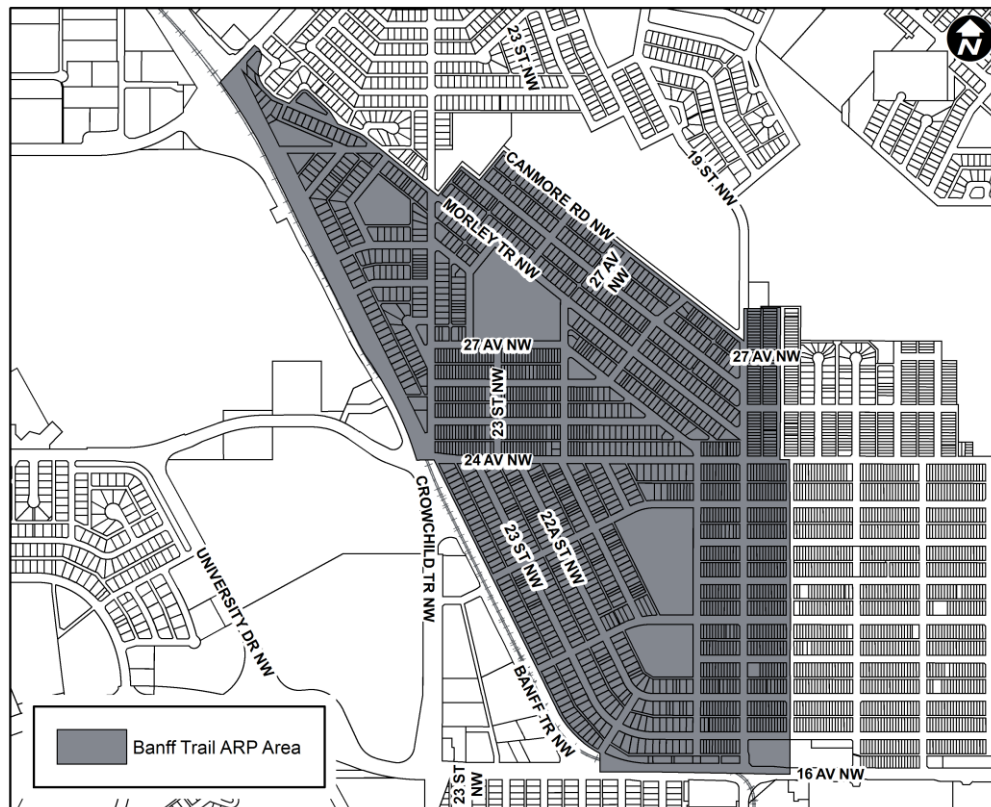 23 ST NW
N
19 ST NW
CANMORE RD NW
MORLEY TR NW
27 AV
NW
27 AV NW
27 AV NW
23 ST NW
24 AV NW
CROWCHILD TR NW
23 ST NW
22A ST NW
UNIVERSITY DR NW
BANFF TR NW
Banff Trail ARP Area
23 ST
NW
16 AV NW